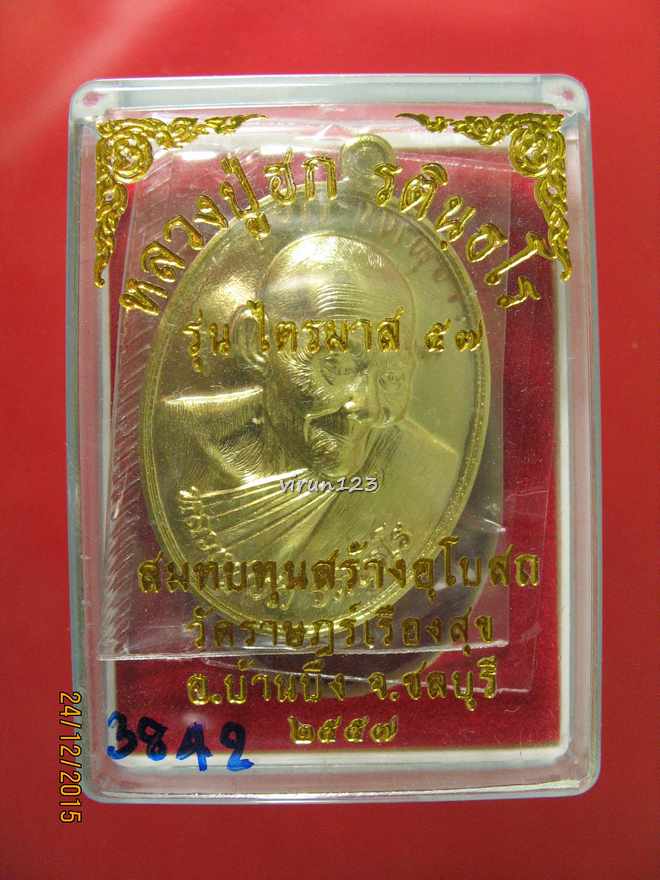 หลวงปู่ฮก รตินฺธโร
รุ่น ไตรมาส ๕๗
virun123
สมทบทุนสร้างอุโบสถ
วัดราษฎร์เรืองสุข
อ.บ้านบึง จ.ชลบุรี
๒๕๕๗
3842
24/12/2015